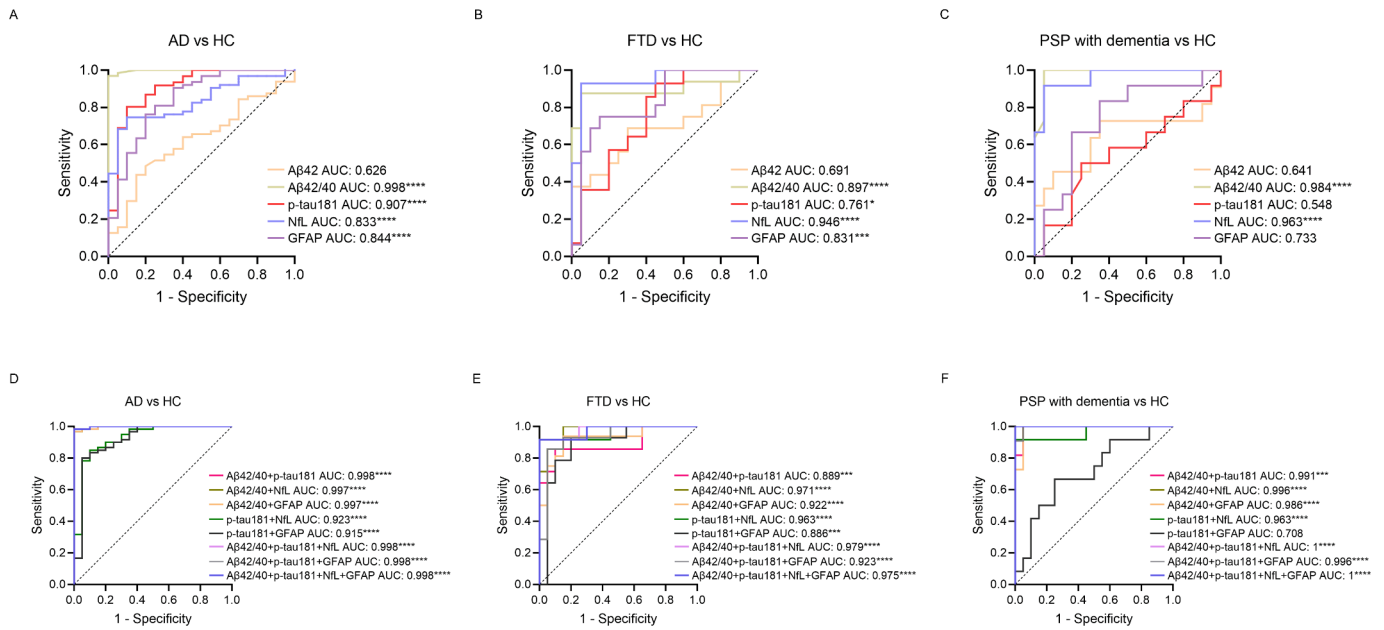 A
AD vs HC
Sensitivity
1.0
0.8
0.6
0.4
0.2
0.0
0.0 0.2 0.4 0.6 0.8 1.0
1 - Specificity
Aβ42 AUC: 0.626
Aβ42/40 AUC: 0.998****
p-tau181 AUC: 0.907****
NfL AUC: 0.833****
GFAP AUC: 0.844****
B
FTD vs HC
Sensitivity
1.0
0.8
0.6
0.4
0.2
0.0
0.0 0.2 0.4 0.6 0.8 1.0
1 - Specificity
Aβ42 AUC: 0.691
Aβ42/40 AUC: 0.897****
p-tau181 AUC: 0.761*
NfL AUC: 0.946****
GFAP AUC: 0.831***
C
PSP with dementia vs HC
Sensitivity
1.0
0.8
0.6
0.4
0.2
0.0
0.0 0.2 0.4 0.6 0.8 1.0
1 - Specificity
Aβ42 AUC: 0.641
Aβ42/40 AUC: 0.984****
p-tau181 AUC: 0.548
NfL AUC: 0.963****
GFAP AUC: 0.733
D
AD vs HC
Sensitivity
1.0
0.8
0.6
0.4
0.2
0.0
0.0 0.2 0.4 0.6 0.8 1.0
1 - Specificity
Aβ42/40+p-tau181 AUC: 0.998****
Aβ42/40+NfL AUC: 0.997****
Aβ42/40+GFAP AUC: 0.997****
p-tau181+NfL AUC: 0.923****
p-tau181+GFAP AUC: 0.915****
Aβ42/40+p-tau181+NfL AUC: 0.998****
Aβ42/40+p-tau181+GFAP AUC: 0.998****
Aβ42/40+p-tau181+NfL+GFAP AUC: 0.998****
E
FTD vs HC
Sensitivity
1.0
0.8
0.6
0.4
0.2
0.0
0.0 0.2 0.4 0.6 0.8 1.0
1 - Specificity
Aβ42/40+p-tau181 AUC: 0.889***
Aβ42/40+NfL AUC: 0.971****
Aβ42/40+GFAP AUC: 0.922****
p-tau181+NfL AUC: 0.963****
p-tau181+GFAP AUC: 0.886***
Aβ42/40+p-tau181+NfL AUC: 0.979****
Aβ42/40+p-tau181+GFAP AUC: 0.923****
Aβ42/40+p-tau181+NfL+GFAP AUC: 0.975****
F
PSP with dementia vs HC
Sensitivity
1.0
0.8
0.6
0.4
0.2
0.0
0.0 0.2 0.4 0.6 0.8 1.0
1 - Specificity
Aβ42/40+p-tau181 AUC: 0.991***
Aβ42/40+NfL AUC: 0.996****
Aβ42/40+GFAP AUC: 0.986****
p-tau181+NfL AUC: 0.963****
p-tau181+GFAP AUC: 0.708
Aβ42/40+p-tau181+NfL AUC: 1****
Aβ42/40+p-tau181+GFAP AUC: 0.996****
Aβ42/40+p-tau181+NfL+GFAP AUC: 1****